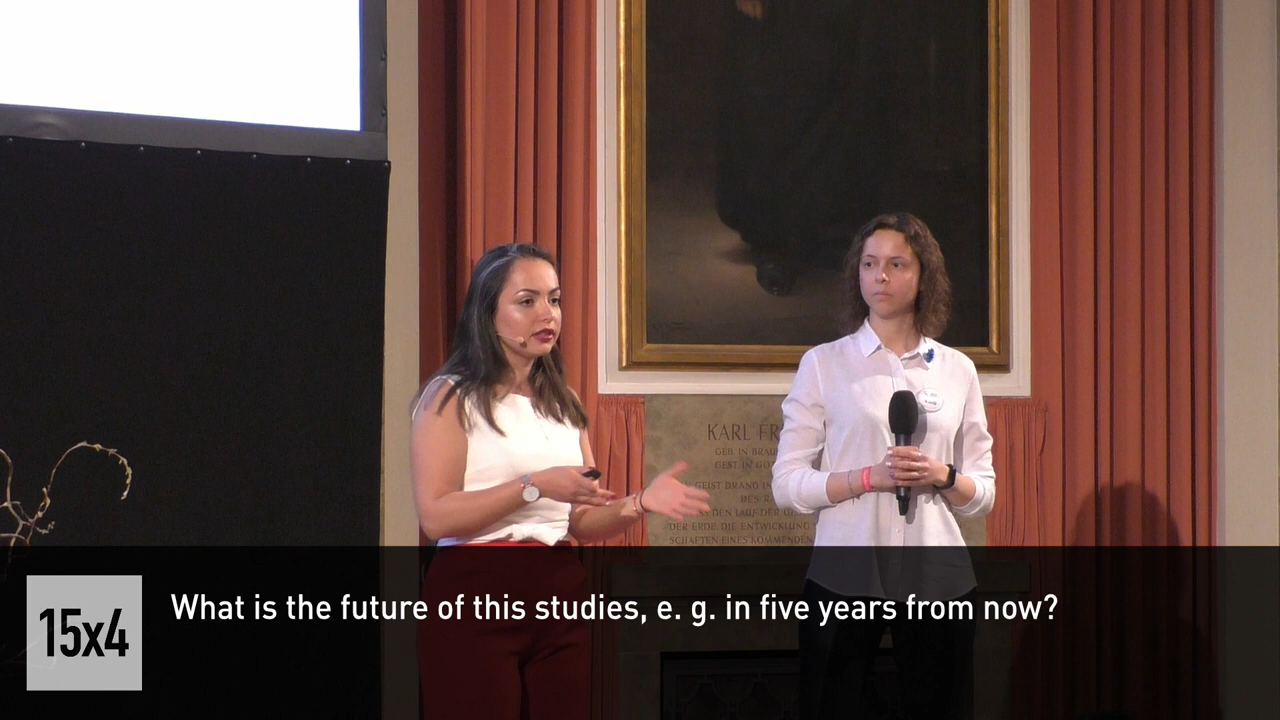 KARL FR
GEB. IN BRAU
GEST. IN GÖ
GEIST DRANG IN
DES R
DEN LAUF DER
DER ERDE, DIE ENTWICKLUNG
SCHAFTEN EINES KOMMENDEN
15x4
What is the future of this studies, e. g. in five years from now?